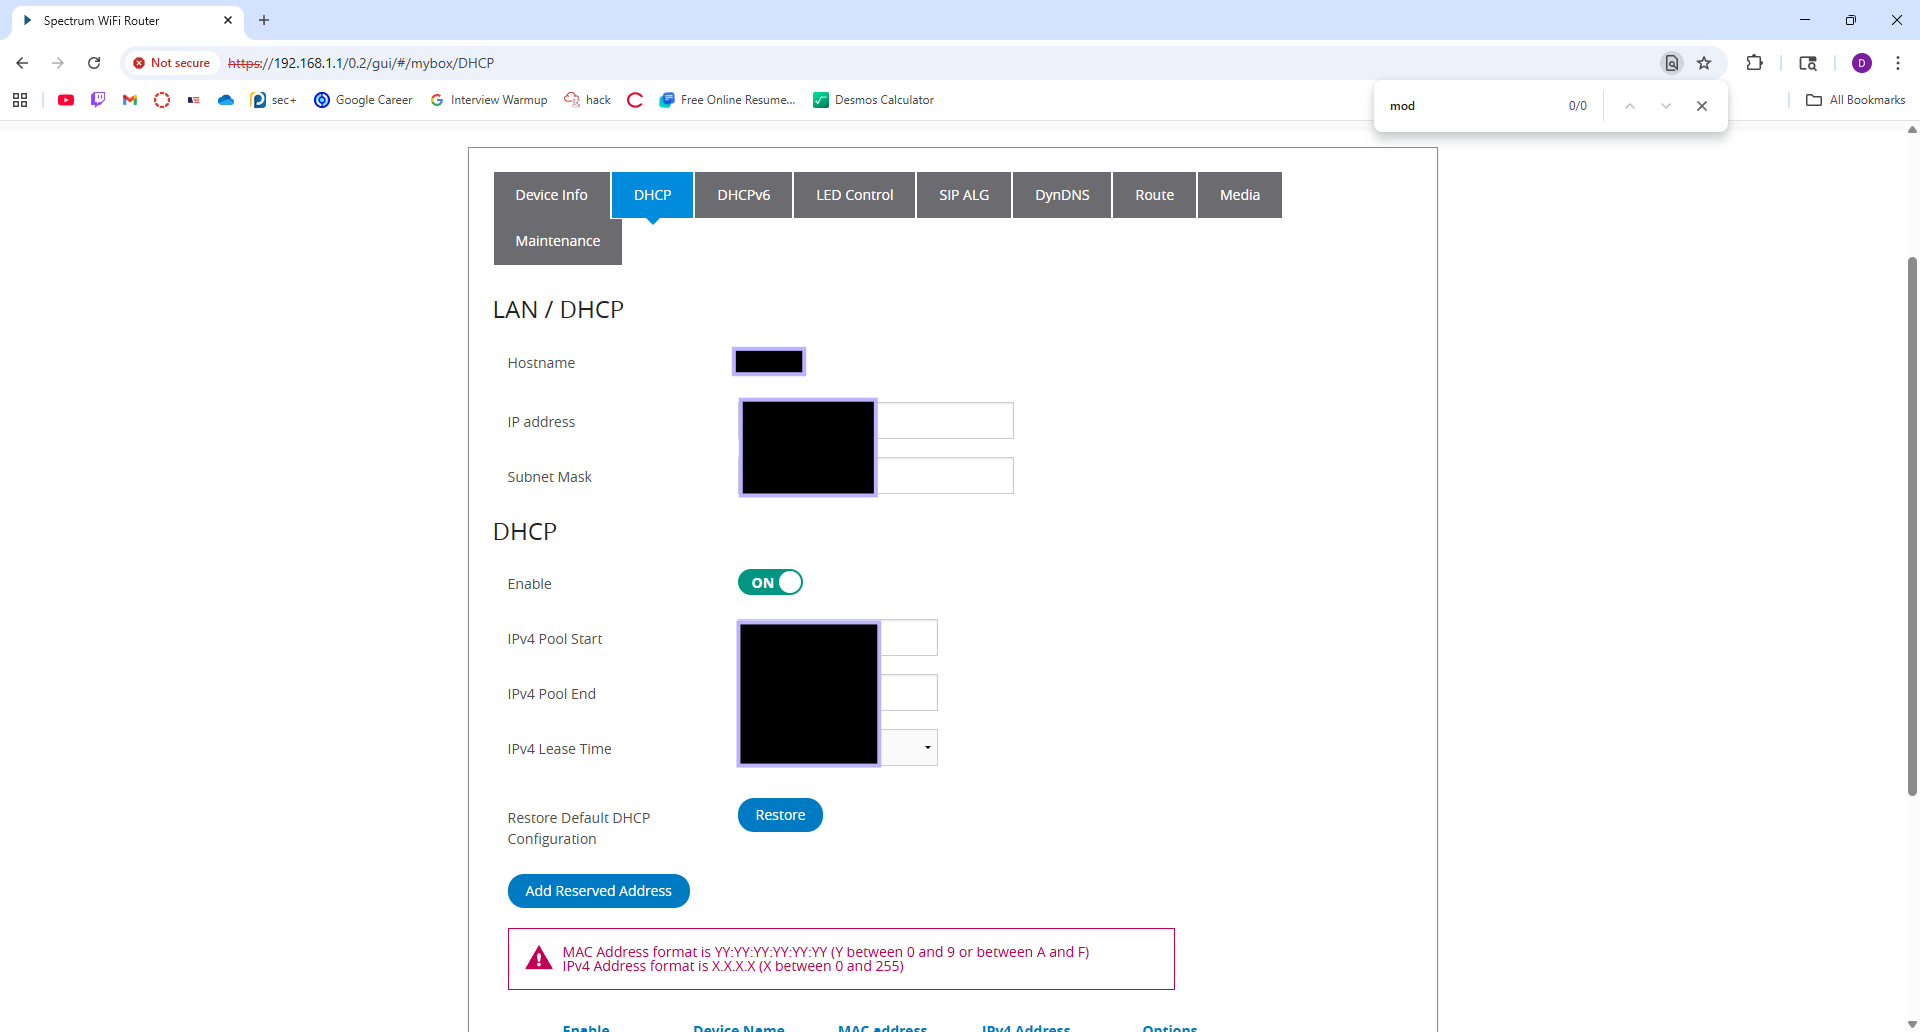 Spectrum WiFi Router
Not secure
https://192.168.1.1/0.2/gui/#/mybox/DHCP
D
sec+
Google Career
Interview Warmup
hack
Free Online Resume...
Desmos Calculator
All Bookmarks
mod
0/0
Device Info
DHCP
DHCPv6
LED Control
SIP ALG
DynDNS
Route
Media
Maintenance
LAN / DHCP
Hostname
IP address
Subnet Mask
DHCP
Enable
ON
IPv4 Pool Start
IPv4 Pool End
IPv4 Lease Time
Restore Default DHCP
Configuration
Restore
Add Reserved Address
MAC Address format is YY:YY:YY:YY:YY:YY (Y between 0 and 9 or between A and F)
IPv4 Address format is X.X.X.X (X between 0 and 255)
Enable
Device Name
MAC address
IPv4 Address
Options